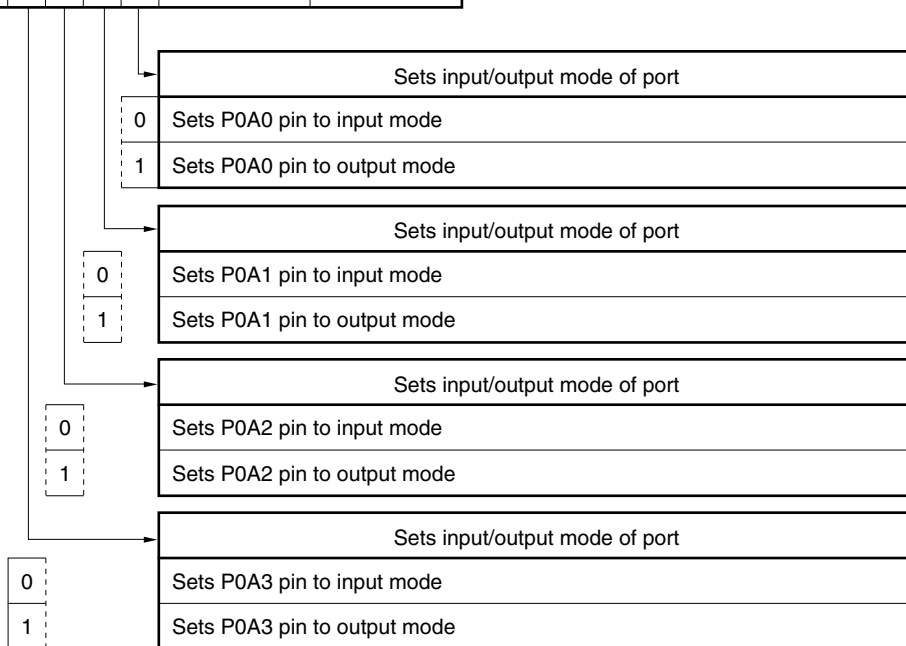 Sets input/output mode of port
0 Sets P0A0 pin to input mode
1 Sets P0A0 pin to output mode
Sets input/output mode of port
0 Sets P0A1 pin to input mode
1 Sets P0A1 pin to output mode
Sets input/output mode of port
0 Sets P0A2 pin to input mode
1 Sets P0A2 pin to output mode
Sets input/output mode of port
0 Sets P0A3 pin to input mode
1 Sets P0A3 pin to output mode